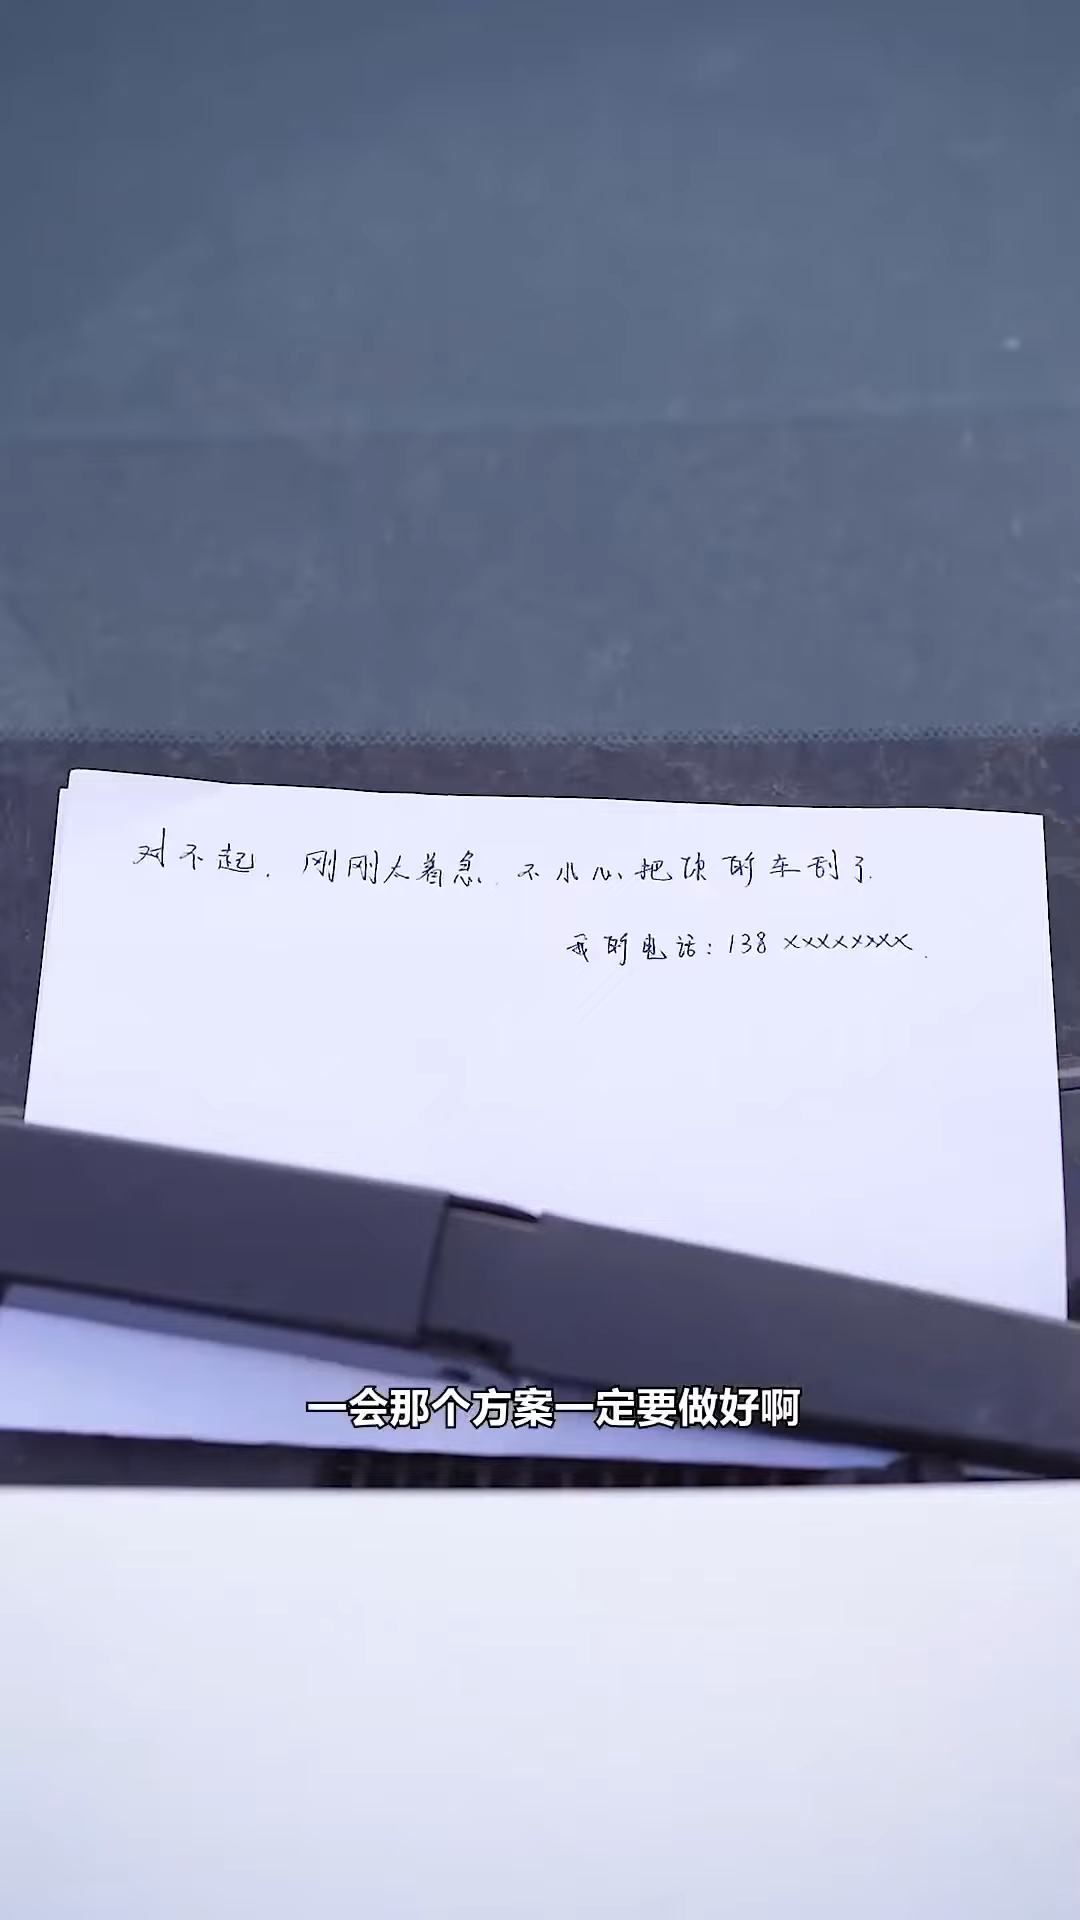 对不起，刚刚太着急，不小心把你的车刮了
我的电话：138 xxxxxxxx.
一会那个方案一定要做好啊